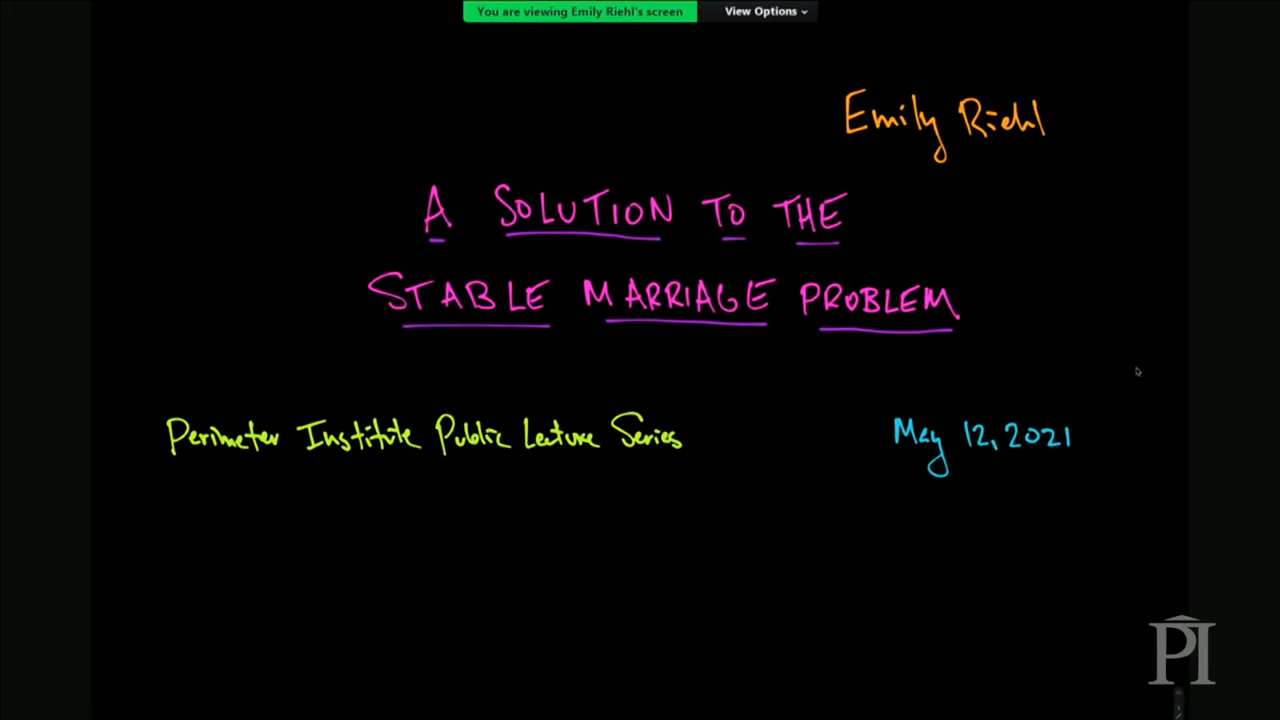 You are viewing Emily Riehl's screen View Options
Emily Riehl
A SOLUTION TO THE
STABLE MARRIAGE PROBLEM
Perimeter Institute Public Lecture Series May 12, 2021
PI